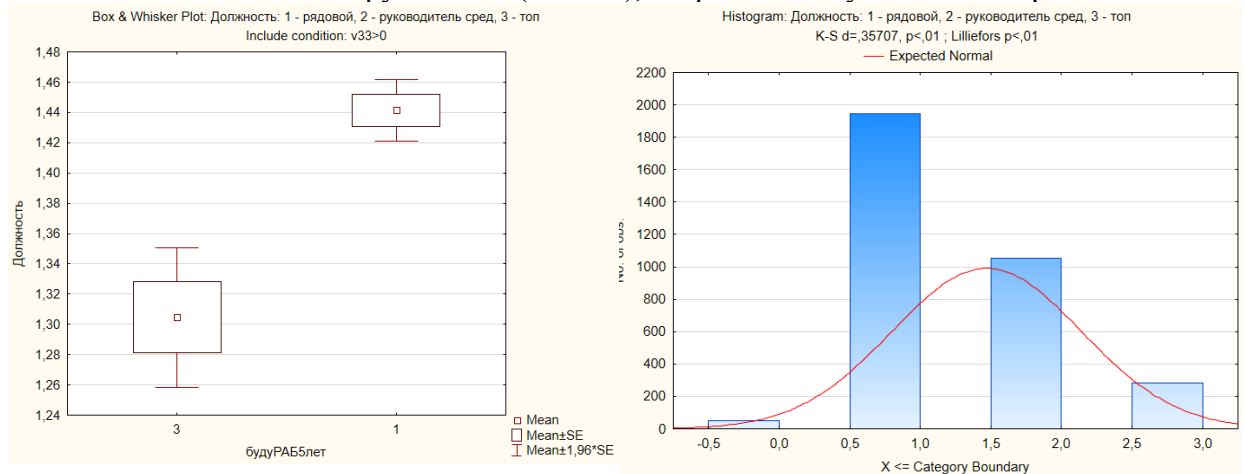 Box & Whisker Plot: Должность: 1 - рядовой, 2 - руководитель сред, 3 - топ
Include condition: v33>0
1,48
1,46
1,44
1,42
1,40
1,38
1,36
1,34
1,32
1,30
1,28
1,26
1,24
Должность
3
1
будуРАБ5лет
Mean
Mean±SE
Mean±1,96*SE
Histogram: Должность: 1 - рядовой, 2 - руководитель сред, 3 - топ
K-S d=,35707, p<,01 ; Lilliefors p<,01
Expected Normal
2200
2000
1800
1600
1400
1200
1000
800
600
400
200
0
No. of obs.
-0,5
0,0
0,5
1,0
1,5
2,0
2,5
3,0
X <= Category Boundary